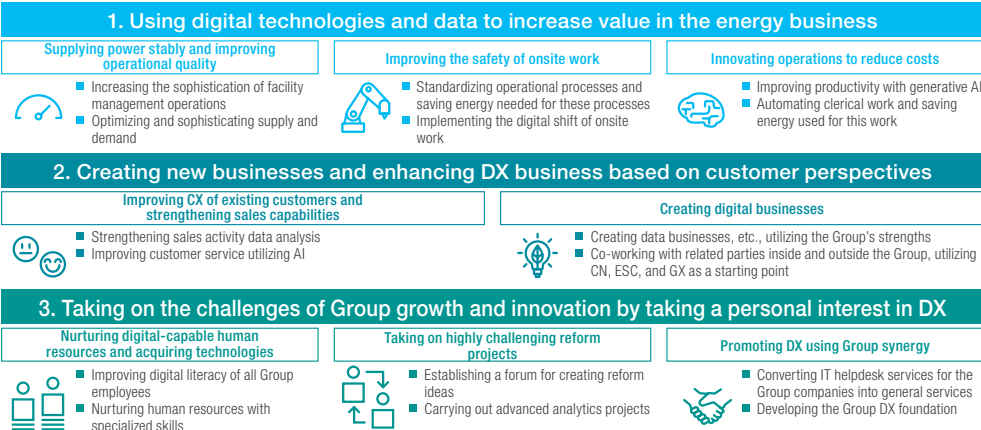 1. Using digital technologies and data to increase value in the energy business
Supplying power stably and improving
operational quality
Increasing the sophistication of facility
management operations
Optimizing and sophisticating supply and
demand
Improving the safety of onsite work
Standardizing operational processes and
saving energy needed for these processes
Implementing the digital shift of onsite
work
Innovating operations to reduce costs
Improving productivity with generative AI
Automating clerical work and saving
energy used for this work
2. Creating new businesses and enhancing DX business based on customer perspectives
Improving CX of existing customers and
strengthening sales capabilities
Strengthening sales activity data analysis
Improving customer service utilizing AI
Creating digital businesses
Creating data businesses, etc., utilizing the Group's strengths
Co-working with related parties inside and outside the Group, utilizing
CN, ESC, and GX as a starting point
3. Taking on the challenges of Group growth and innovation by taking a personal interest in DX
Nurturing digital-capable human
resources and acquiring technologies
Improving digital literacy of all Group
employees
Nurturing human resources with
specialized skills
Taking on highly challenging reform
projects
Establishing a forum for creating reform
ideas
Carrying out advanced analytics projects
Promoting DX using Group synergy
Converting IT helpdesk services for the
Group companies into general services
Developing the Group DX foundation